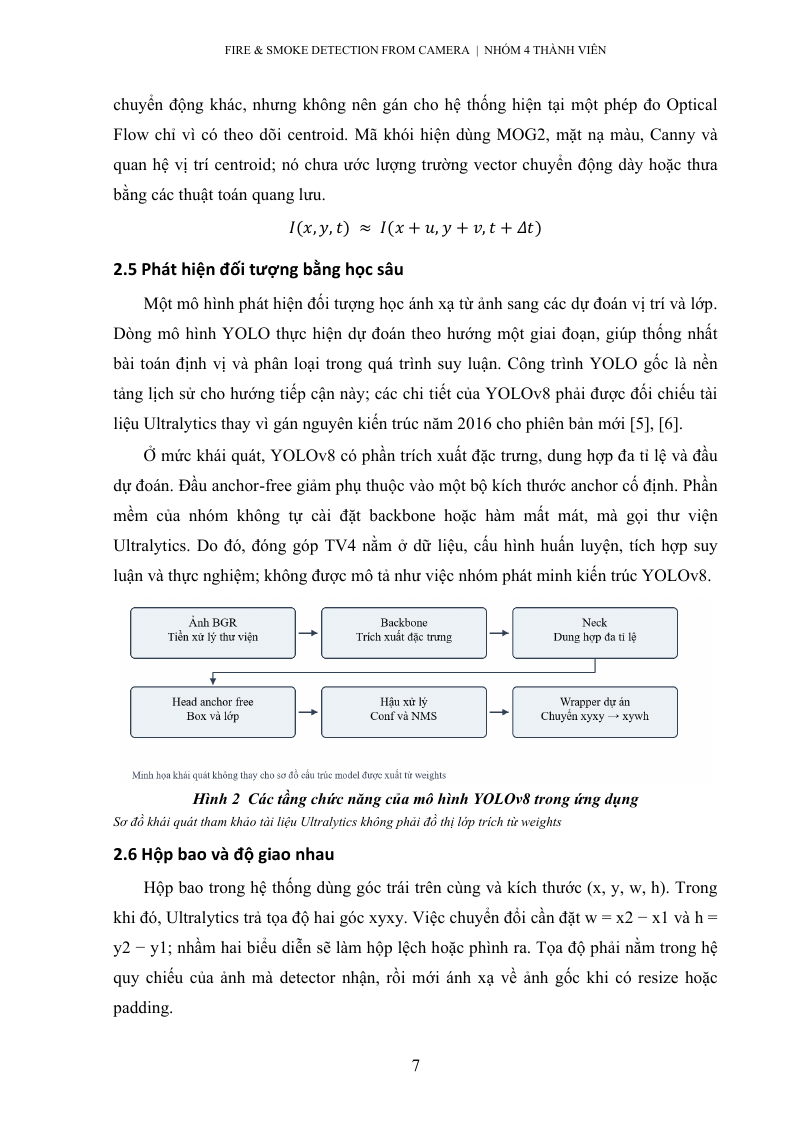 FIRE & SMOKE DETECTION FROM CAMERA | NHÓM 4 THÀNH VIÊN
chuyển động khác, nhưng không nên gán cho hệ thống hiện tại một phép đo Optical
Flow chỉ vì có theo dõi centroid. Mã khói hiện dùng MOG2, mặt nạ màu, Canny và
quan hệ vị trí centroid; nó chưa ước lượng trường vector chuyển động dày hoặc thưa
bằng các thuật toán quang lưu.
I(x, y, t) ≈ I(x + u, y + v, t + Δt)
2.5 Phát hiện đối tượng bằng học sâu
Một mô hình phát hiện đối tượng học ánh xạ từ ảnh sang các dự đoán vị trí và lớp.
Dòng mô hình YOLO thực hiện dự đoán theo hướng một giai đoạn, giúp thống nhất
bài toán định vị và phân loại trong quá trình suy luận. Công trình YOLO gốc là nền
tảng lịch sử cho hướng tiếp cận này; các chi tiết của YOLOv8 phải được đối chiếu tài
liệu Ultralytics thay vì gán nguyên kiến trúc năm 2016 cho phiên bản mới [5], [6].
Ở mức khái quát, YOLOv8 có phần trích xuất đặc trưng, dung hợp đa tỉ lệ và đầu
dự đoán. Đầu anchor-free giảm phụ thuộc vào một bộ kích thước anchor cố định. Phần
mềm của nhóm không tự cài đặt backbone hoặc hàm mất mát, mà gọi thư viện
Ultralytics. Do đó, đóng góp TV4 nằm ở dữ liệu, cấu hình huấn luyện, tích hợp suy
luận và thực nghiệm; không được mô tả như việc nhóm phát minh kiến trúc YOLOv8.
Ảnh BGR
Tiền xử lý thư viện
Backbone
Trích xuất đặc trưng
Neck
Dung hợp đa tỉ lệ
Head anchor free
Box và lớp
Hậu xử lý
Conf và NMS
Wrapper dự án
Chuyển xyxy → xywh
Minh họa khái quát không thay cho sơ đồ cấu trúc model được xuất từ weights
Hình 2 Các tầng chức năng của mô hình YOLOv8 trong ứng dụng
Sơ đồ khái quát tham khảo tài liệu Ultralytics không phải đồ thị lớp trích từ weights
2.6 Hộp bao và độ giao nhau
Hộp bao trong hệ thống dùng góc trái trên cùng và kích thước (x, y, w, h). Trong
khi đó, Ultralytics trả tọa độ hai góc xyxy. Việc chuyển đổi cần đặt w = x2 − x1 và h =
y2 − y1; nhầm hai biểu diễn sẽ làm hộp lệch hoặc phình ra. Tọa độ phải nằm trong hệ
quy chiếu của ảnh mà detector nhận, rồi mới ánh xạ về ảnh gốc khi có resize hoặc
padding.
7